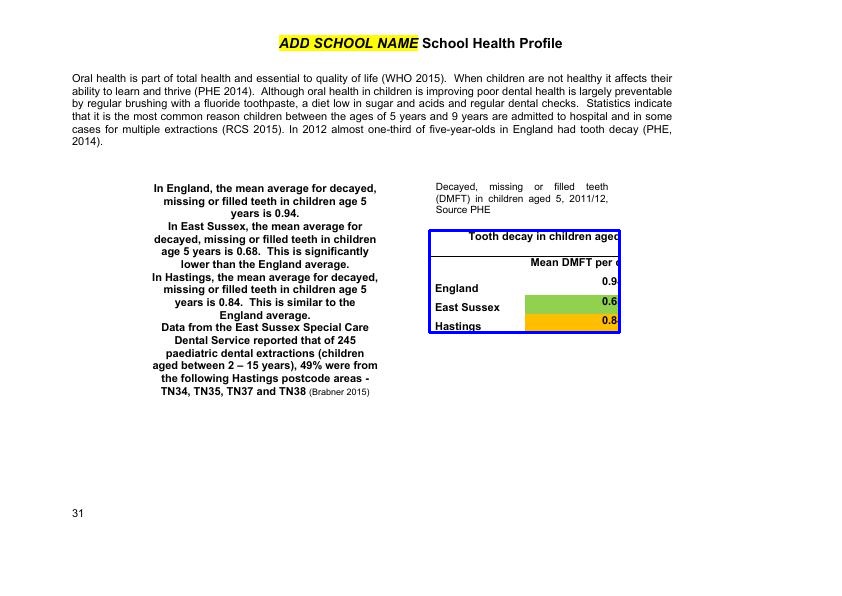 ADD SCHOOL NAME School Health Profile
Oral health is part of total health and essential to quality of life (WHO 2015). When children are not healthy it affects their
ability to learn and thrive (PHE 2014). Although oral health in children is improving poor dental health is largely preventable
by regular brushing with a fluoride toothpaste, a diet low in sugar and acids and regular dental checks. Statistics indicate
that it is the most common reason children between the ages of 5 years and 9 years are admitted to hospital and in some
cases for multiple extractions (RCS 2015). In 2012 almost one-third of five-year-olds in England had tooth decay (PHE,
2014).
In England, the mean average for decayed,
missing or filled teeth in children age 5
years is 0.94.
In East Sussex, the mean average for
decayed, missing or filled teeth in children
age 5 years is 0.68. This is significantly
lower than the England average.
In Hastings, the mean average for decayed,
missing or filled teeth in children age 5
years is 0.84. This is similar to the
England average.
Data from the East Sussex Special Care
Dental Service reported that of 245
paediatric dental extractions (children
aged between 2 – 15 years), 49% were from
the following Hastings postcode areas -
TN34, TN35, TN37 and TN38 (Brabner 2015)
Decayed, missing or filled teeth
(DMFT) in children aged 5, 2011/12,
Source PHE
Tooth decay in children aged
Mean DMFT per
England 0.9
East Sussex 0.6
Hastings 0.8
31